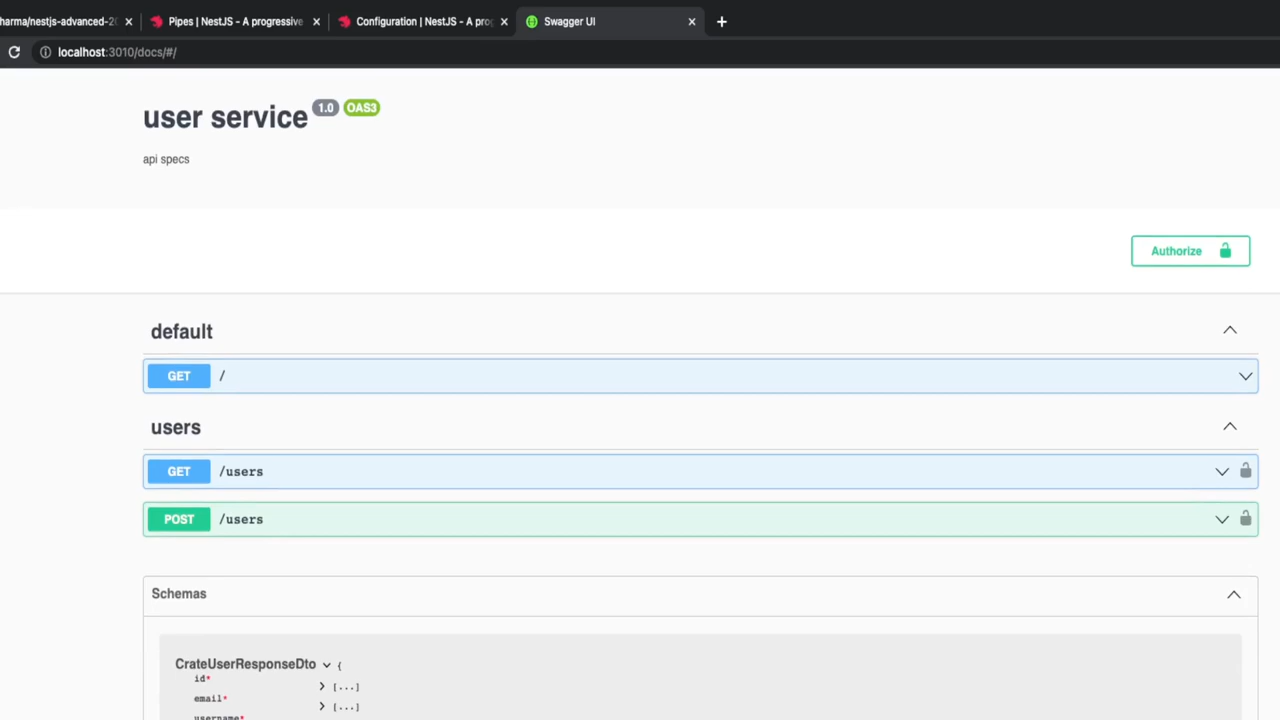 harma/nestjs-advanced-20
Pipes | NestJS - A progressive
Configuration | NestJS - A prog
Swagger UI
localhost:3010/docs/#/
user service 1.0 OAS3
api specs
Authorize
default
GET /
users
GET /users
POST /users
Schemas
CrateUserResponseDto {
id*
[...]
email*
[...]
username*